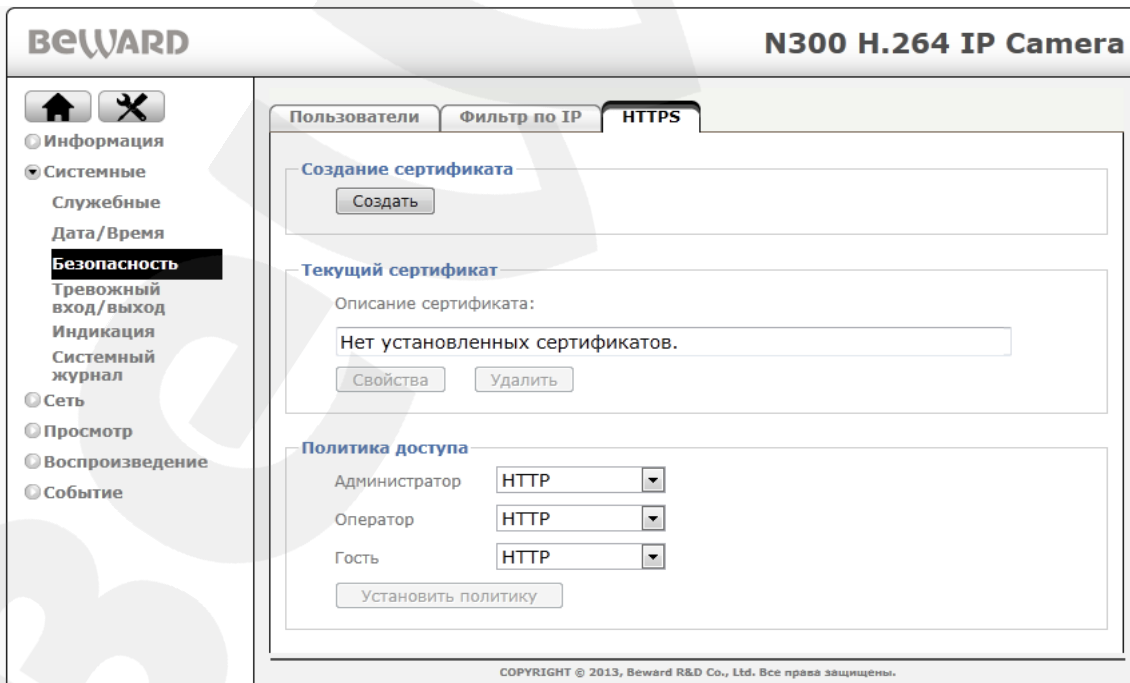 BEWARD
N300 H.264 IP Camera
Информация
Системные
Служебные
Дата/Время
Безопасность
Тревожный
вход/выход
Индикация
Системный
журнал
Сеть
Просмотр
Воспроизведение
Событие
Пользователи
Фильтр по IP
HTTPS
Создание сертификата
Создать
Текущий сертификат
Описание сертификата:
Нет установленных сертификатов.
Свойства
Удалить
Политика доступа
Администратор
HTTP
Оператор
HTTP
Гость
HTTP
Установить политику
COPYRIGHT © 2013, Beward R&D Co., Ltd. Все права защищены.